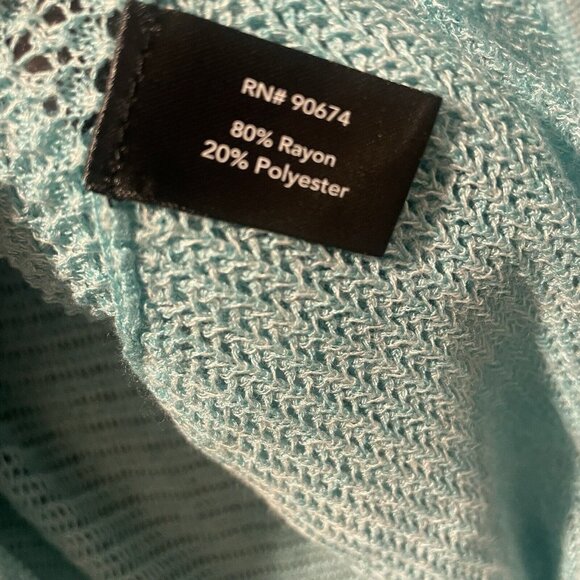 RN# 90674
80% Rayon
20% Polyester